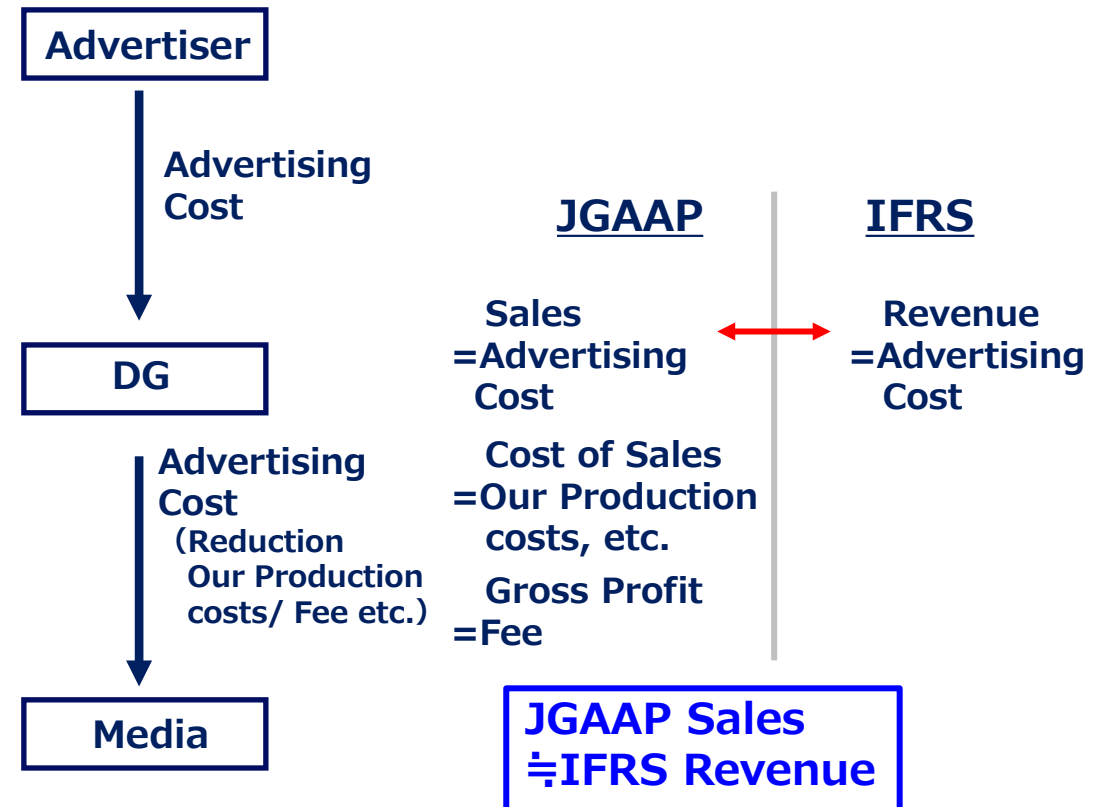 Advertiser
Advertising
Cost
DG
Advertising
Cost
（Reduction
Our Production
costs/ Fee etc.）
Media
JGAAP
Sales
=Advertising
Cost
Cost of Sales
=Our Production
costs, etc.
Gross Profit
=Fee
IFRS
Revenue
=Advertising
Cost
JGAAP Sales
≒IFRS Revenue